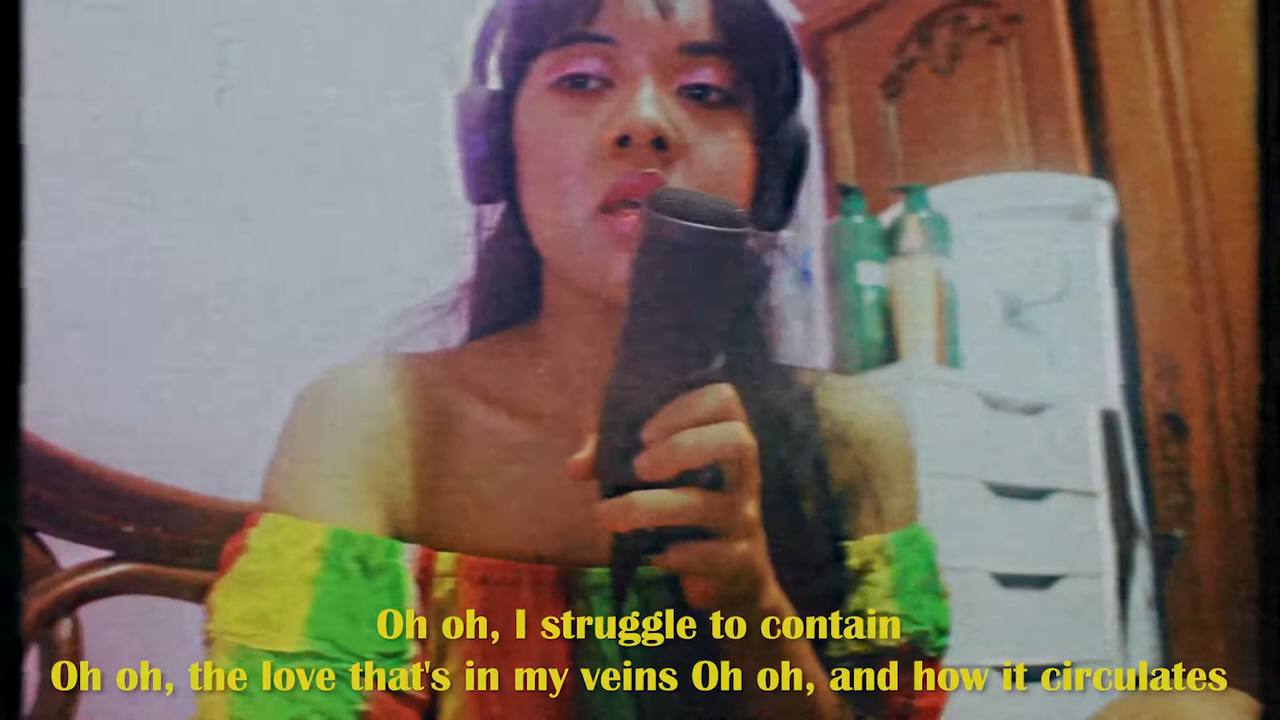 Oh oh, I struggle to contain
Oh oh, the love that's in my veins Oh oh, and how it circulates